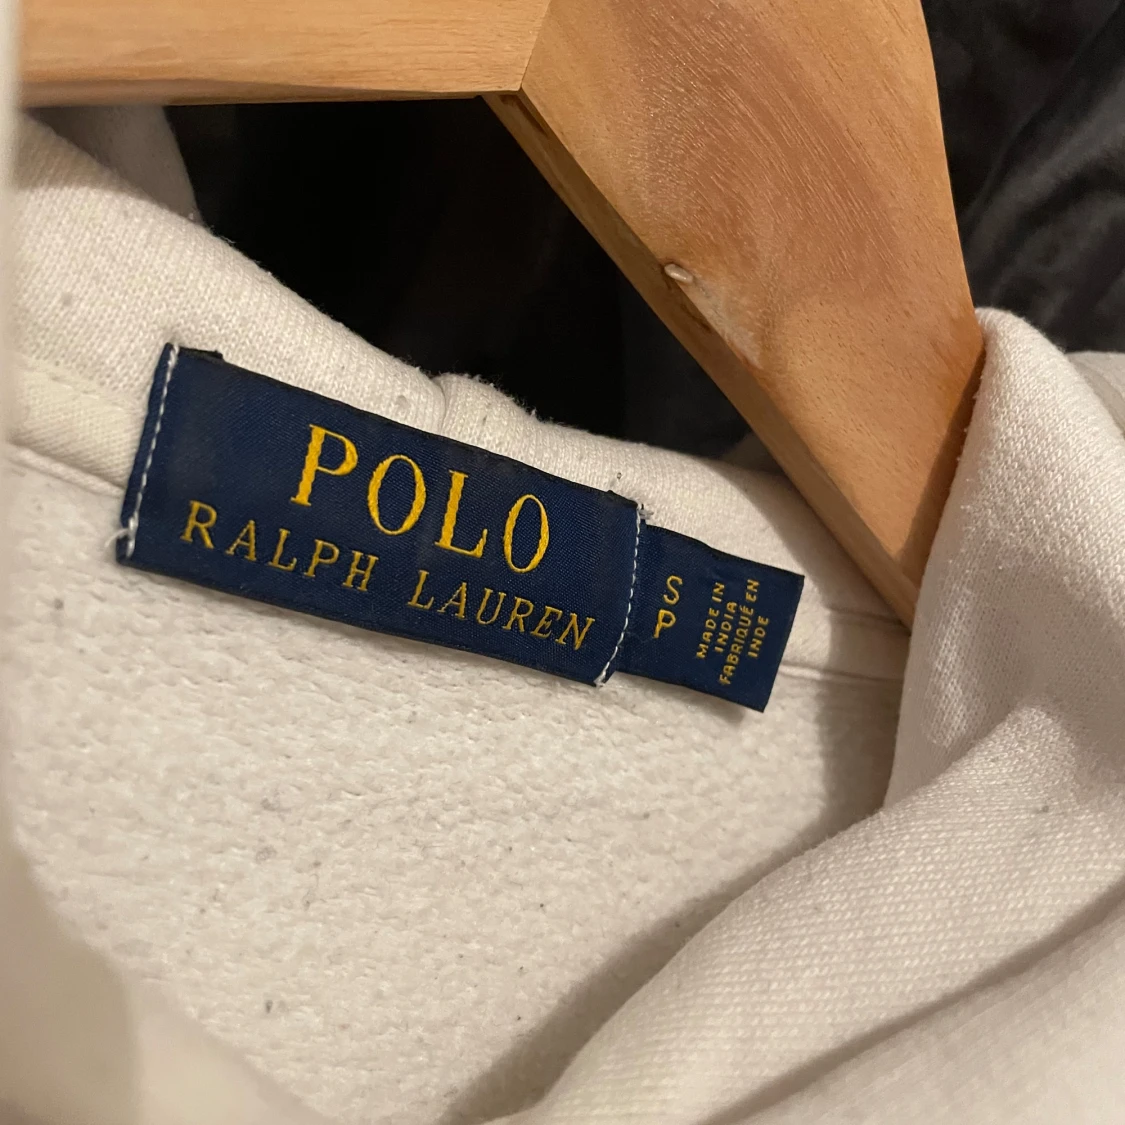 POLO
RALPH LAUREN
S
P
MADE IN
INDIA
FABRIQUÉ EN
INDE